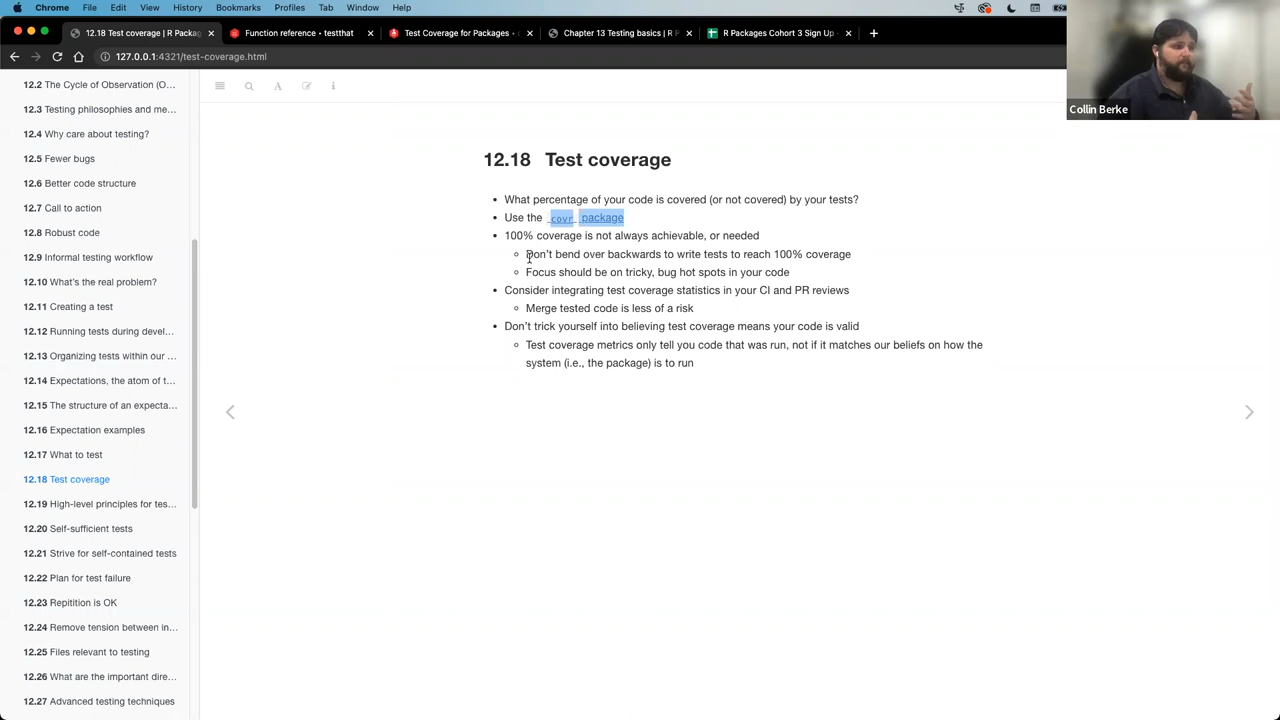 Chrome File Edit View History Bookmarks Profiles Tab Window Help
12.18 Test coverage | R Packag
Function reference • testthat
Test Coverage for Packages •
Chapter 13 Testing basics | R P
R Packages Cohort 3 Sign Up -
127.0.0.1:4321/test-coverage.html
Collin Berke
12.2 The Cycle of Observation (O…
12.3 Testing philosophies and me…
12.4 Why care about testing?
12.5 Fewer bugs
12.6 Better code structure
12.7 Call to action
12.8 Robust code
12.9 Informal testing workflow
12.10 What's the real problem?
12.11 Creating a test
12.12 Running tests during devel…
12.13 Organizing tests within our …
12.14 Expectations, the atom of t…
12.15 The structure of an expecta…
12.16 Expectation examples
12.17 What to test
12.18 Test coverage
12.19 High-level principles for tes…
12.20 Self-sufficient tests
12.21 Strive for self-contained tests
12.22 Plan for test failure
12.23 Repitition is OK
12.24 Remove tension between in…
12.25 Files relevant to testing
12.26 What are the important dire…
12.27 Advanced testing techniques
12.18 Test coverage
• What percentage of your code is covered (or not covered) by your tests?
• Use the covr package
• 100% coverage is not always achievable, or needed
Don't bend over backwards to write tests to reach 100% coverage
Focus should be on tricky, bug hot spots in your code
• Consider integrating test coverage statistics in your CI and PR reviews
Merge tested code is less of a risk
• Don't trick yourself into believing test coverage means your code is valid
Test coverage metrics only tell you code that was run, not if it matches our beliefs on how the
system (i.e., the package) is to run